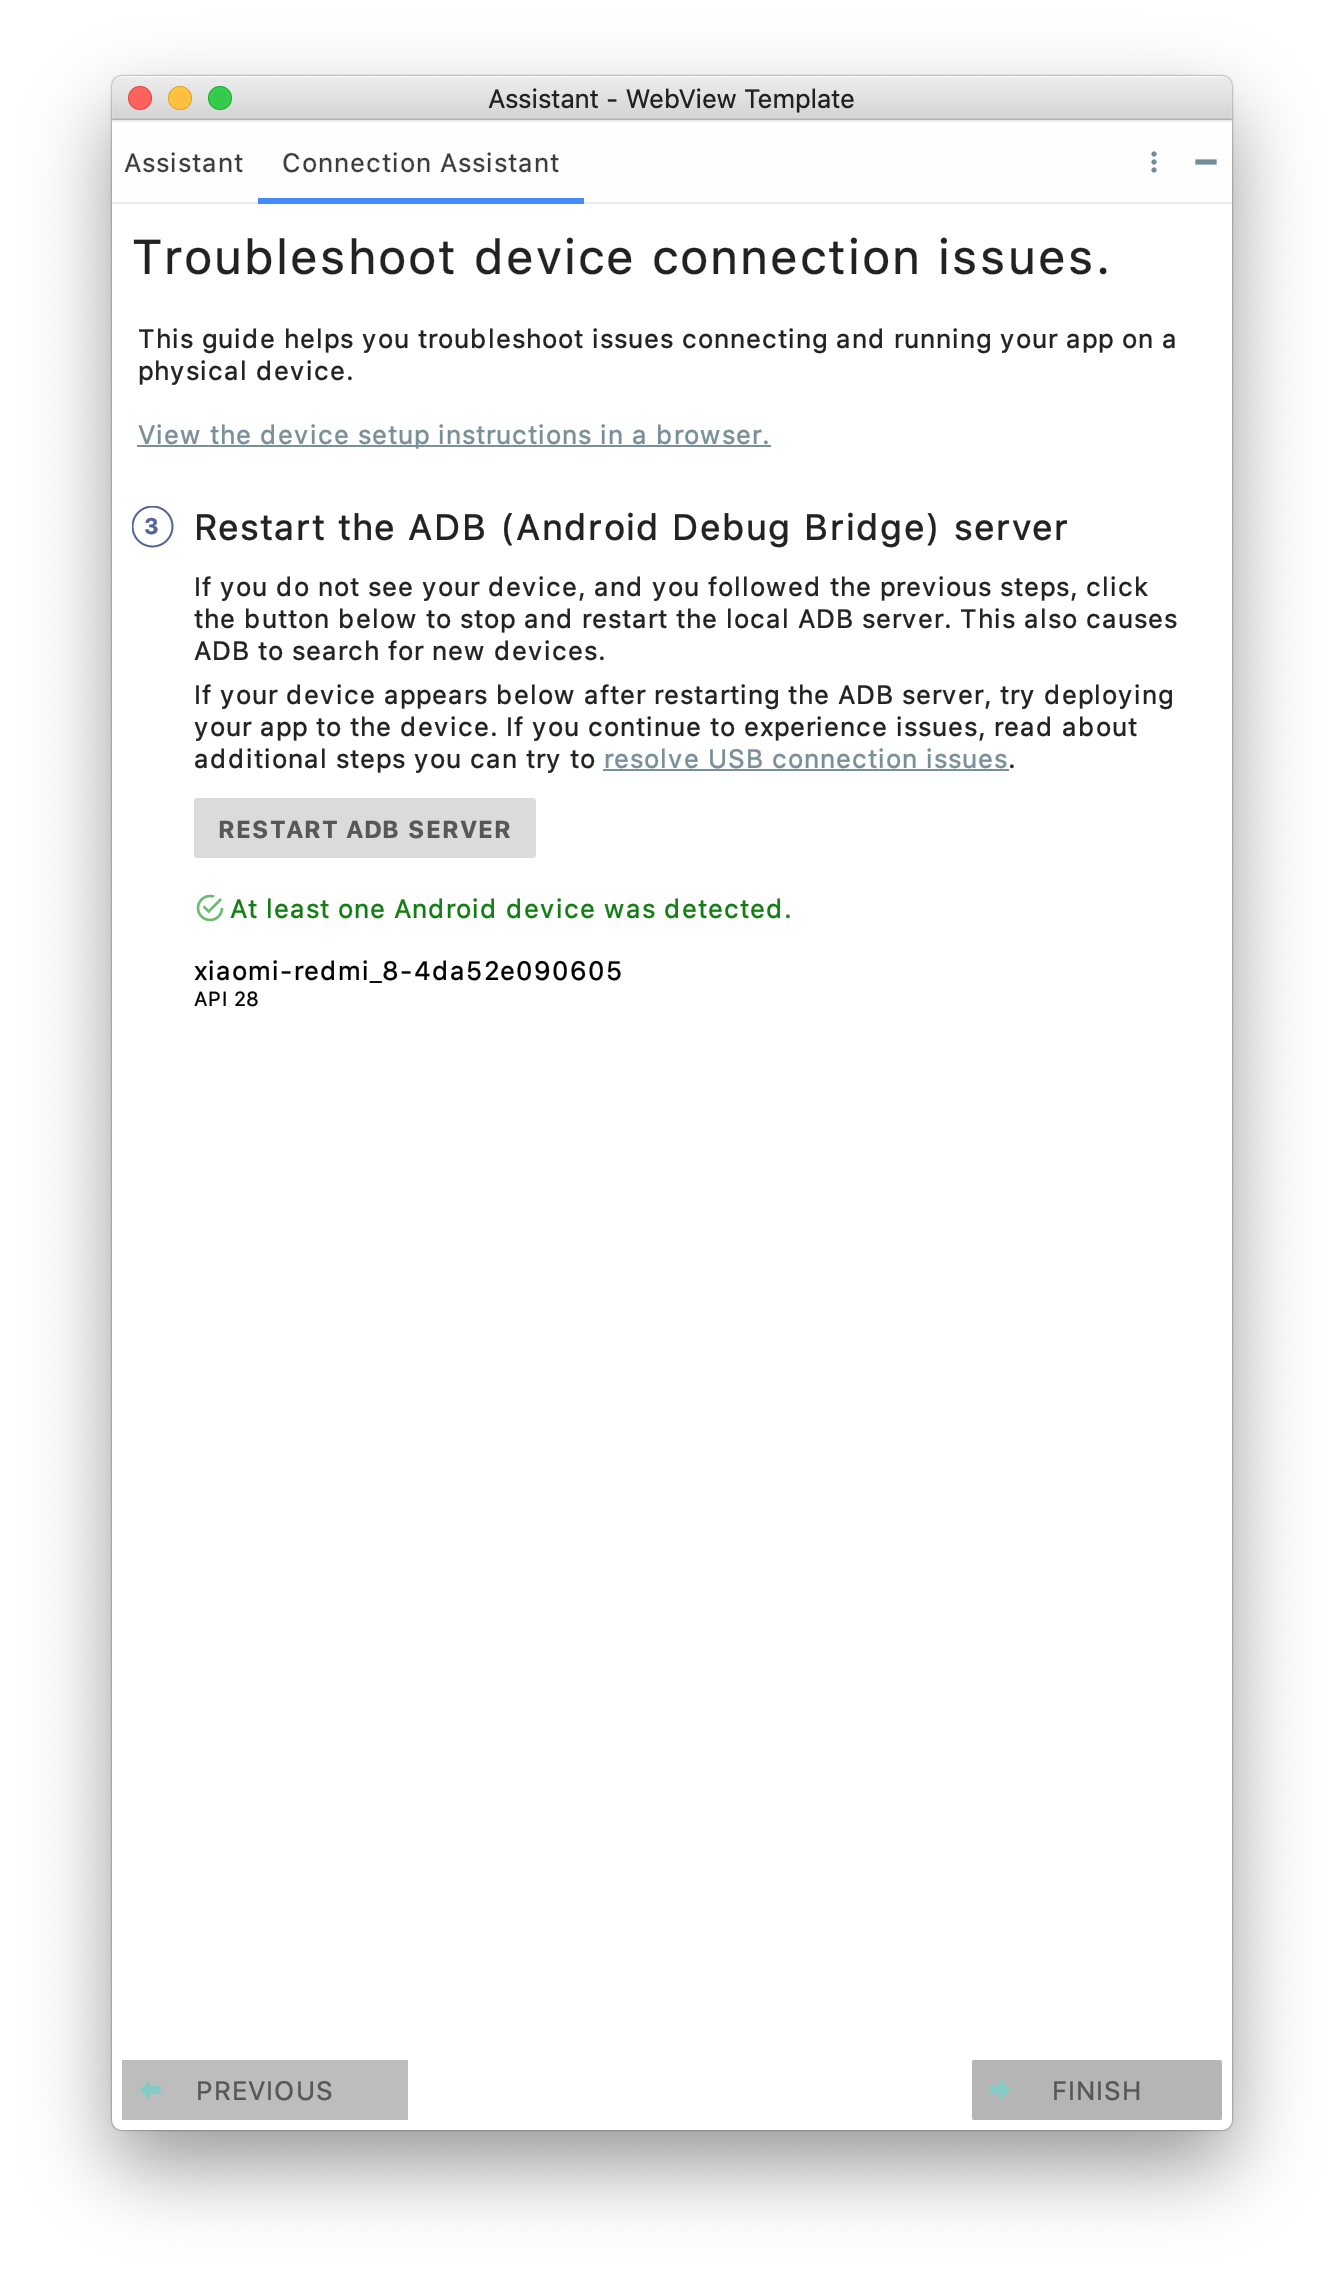 Assistant - WebView Template
Assistant Connection Assistant
Troubleshoot device connection issues.
This guide helps you troubleshoot issues connecting and running your app on a
physical device.
View the device setup instructions in a browser.
3 Restart the ADB (Android Debug Bridge) server
If you do not see your device, and you followed the previous steps, click
the button below to stop and restart the local ADB server. This also causes
ADB to search for new devices.
If your device appears below after restarting the ADB server, try deploying
your app to the device. If you continue to experience issues, read about
additional steps you can try to resolve USB connection issues.
RESTART ADB SERVER
At least one Android device was detected.
xiaomi-redmi_8-4da52e090605
API 28
PREVIOUS FINISH